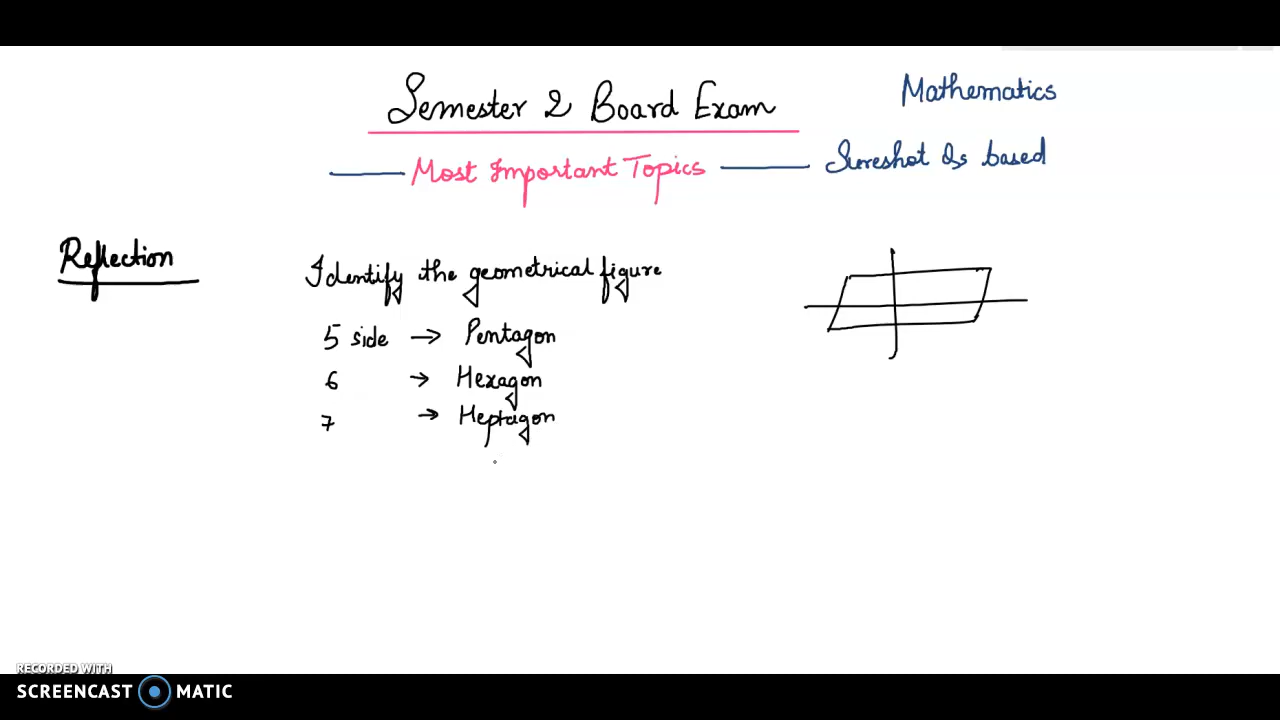 Semester 2 Board Exam
Mathematics
Most Important Topics
Sureshot Qs based
Reflection
Identify the geometrical figure
5 side → Pentagon
6 → Hexagon
7 → Heptagon
RECORDED WITH
SCREENCAST MATIC